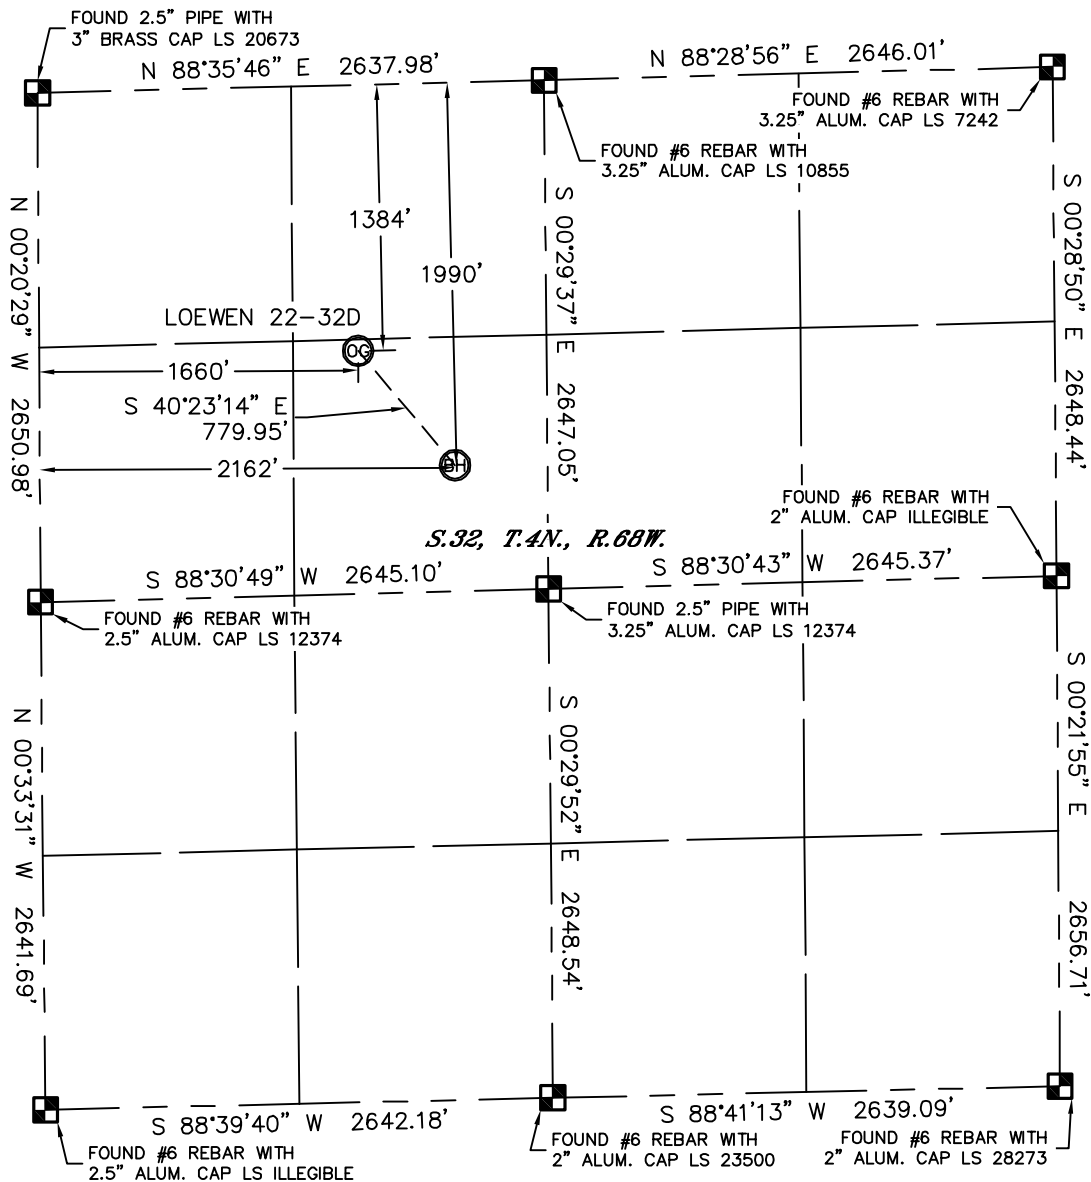 FOUND 2.5" PIPE WITH
3" BRASS CAP LS 20673
N 88°35'46" E 2637.98'
N 88°28'56" E 2646.01'
FOUND #6 REBAR WITH
3.25" ALUM. CAP LS 7242
FOUND #6 REBAR WITH
3.25" ALUM. CAP LS 10855
N 00°20'29" W 2650.98'
1384'
1990'
S 00°29'37" E 2647.05'
S 00°28'50" E 2648.44'
LOEWEN 22-32D
OG
1660'
S 40°23'14" E
779.95'
2162'
BH
FOUND #6 REBAR WITH
2" ALUM. CAP ILLEGIBLE
S.32, T.4N., R.68W.
S 88°30'49" W 2645.10'
S 88°30'43" W 2645.37'
FOUND #6 REBAR WITH
2.5" ALUM. CAP LS 12374
FOUND 2.5" PIPE WITH
3.25" ALUM. CAP LS 12374
N 00°33'31" W 2641.69'
S 00°29'52" E 2648.54'
S 00°21'55" E 2656.71'
S 88°39'40" W 2642.18'
S 88°41'13" W 2639.09'
FOUND #6 REBAR WITH
2.5" ALUM. CAP LS ILLEGIBLE
FOUND #6 REBAR WITH
2" ALUM. CAP LS 23500
FOUND #6 REBAR WITH
2" ALUM. CAP LS 28273